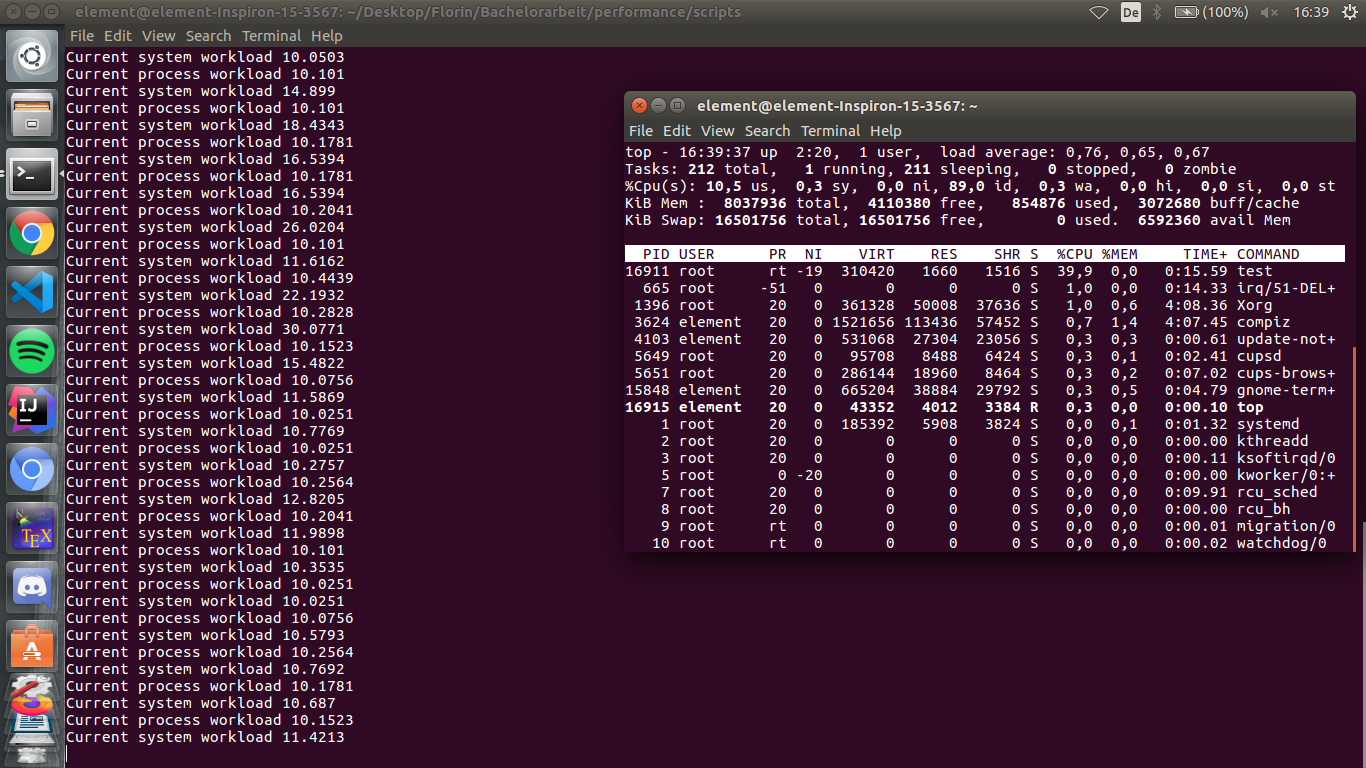 element@element-Inspiron-15-3567: ~/Desktop/Florin/Bachelorarbeit/performance/scripts
De (100%) 16:39
File Edit View Search Terminal Help
Current system workload 10.0503
Current process workload 10.101
Current system workload 14.899
Current process workload 10.101
Current system workload 18.4343
Current process workload 10.1781
Current system workload 16.5394
Current process workload 10.1781
Current system workload 16.5394
Current process workload 10.2041
Current system workload 26.0204
Current process workload 10.101
Current system workload 11.6162
Current process workload 10.4439
Current system workload 22.1932
Current process workload 10.2828
Current system workload 30.0771
Current process workload 10.1523
Current system workload 15.4822
Current process workload 10.0756
Current system workload 11.5869
Current process workload 10.0251
Current system workload 10.7769
Current process workload 10.0251
Current system workload 10.2757
Current process workload 10.2564
Current system workload 12.8205
Current process workload 10.2041
Current system workload 11.9898
Current process workload 10.101
Current system workload 10.3535
Current process workload 10.0251
Current system workload 10.0251
Current process workload 10.0756
Current system workload 10.5793
Current process workload 10.2564
Current system workload 10.7692
Current process workload 10.1781
Current system workload 10.687
Current process workload 10.1523
Current system workload 11.4213
element@element-Inspiron-15-3567: ~
File Edit View Search Terminal Help
top - 16:39:37 up 2:20, 1 user, load average: 0,76, 0,65, 0,67
Tasks: 212 total, 1 running, 211 sleeping, 0 stopped, 0 zombie
%Cpu(s): 10,5 us, 0,3 sy, 0,0 ni, 89,0 id, 0,3 wa, 0,0 hi, 0,0 si, 0,0 st
KiB Mem : 8037936 total, 4110380 free, 854876 used, 3072680 buff/cache
KiB Swap: 16501756 total, 16501756 free, 0 used. 6592360 avail Mem
PID USER PR NI VIRT RES SHR S %CPU %MEM TIME+ COMMAND
16911 root rt -19 310420 1660 1516 S 39,9 0,0 0:15.59 test
665 root -51 0 0 0 0 S 1,0 0,0 0:14.33 irq/51-DEL+
1396 root 20 0 361328 50008 37636 S 1,0 0,6 4:08.36 Xorg
3624 element 20 0 1521656 113436 57452 S 0,7 1,4 4:07.45 compiz
4103 element 20 0 531068 27304 23056 S 0,3 0,3 0:00.61 update-not+
5649 root 20 0 95708 8488 6424 S 0,3 0,1 0:02.41 cupsd
5651 root 20 0 286144 18960 8464 S 0,3 0,2 0:07.02 cups-brows+
15848 element 20 0 665204 38884 29792 S 0,3 0,5 0:04.79 gnome-term+
16915 element 20 0 43352 4012 3384 R 0,3 0,0 0:00.10 top
1 root 20 0 185392 5908 3824 S 0,0 0,1 0:01.32 systemd
2 root 20 0 0 0 0 S 0,0 0,0 0:00.00 kthreadd
3 root 20 0 0 0 0 S 0,0 0,0 0:00.11 ksoftirqd/0
5 root 0 -20 0 0 0 S 0,0 0,0 0:00.00 kworker/0:+
7 root 20 0 0 0 0 S 0,0 0,0 0:09.91 rcu_sched
8 root 20 0 0 0 0 S 0,0 0,0 0:00.00 rcu_bh
9 root rt 0 0 0 0 S 0,0 0,0 0:00.01 migration/0
10 root rt 0 0 0 0 S 0,0 0,0 0:00.02 watchdog/0
>_
IJ
TEX
A